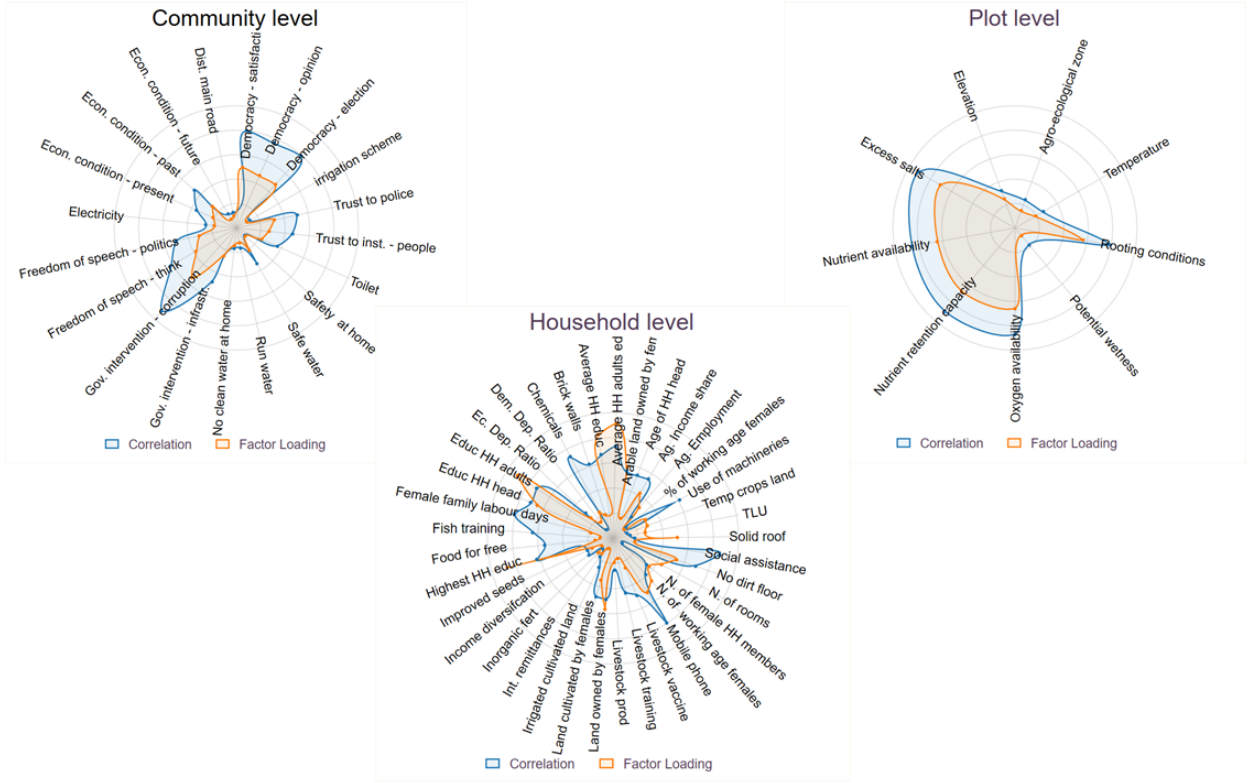 Community level
Democracy - satisfacti
Democracy - opinion
Democracy - election
irrigation scheme
Trust to police
Trust to inst. - people
Toilet
Safety at home
Safe water
Run water
No clean water at home
Gov. intervention - infrastr.
Gov. intervention - corruption
Freedom of speech - think
Freedom of speech - politics
Electricity
Econ. condition - present
Econ. condition - past
Econ. condition - future
Dist. main road
Correlation
Factor Loading
Plot level
Agro-ecological zone
Temperature
Rooting conditions
Potential wetness
Oxygen availability
Nutrient retention capacity
Nutrient availability
Excess salts
Elevation
Correlation
Factor Loading
Household level
Average HH adults ed
Arable land owned by fen
Age of HH head
Ag. Income share
Ag. Employment
% of working age females
Use of machineries
Temp crops land
TLU
Solid roof
Social assistance
No dirt floor
N. of rooms
N. of female HH members
N. of working age females
Mobile phone
Livestock vaccine
Livestock training
Livestock prod
Land owned by females
Land cultivated by females
Irrigated cultivated land
Int. remittances
Inorganic fert
Income diversifcation
Improved seeds
Highest HH educ
Food for free
Fish training
Female family labour days
Educ HH head
Educ HH adults
Ec. Dep. Ratio
Dem. Dep. Ratio
Chemicals
Brick walls
Average HH educ
Correlation
Factor Loading